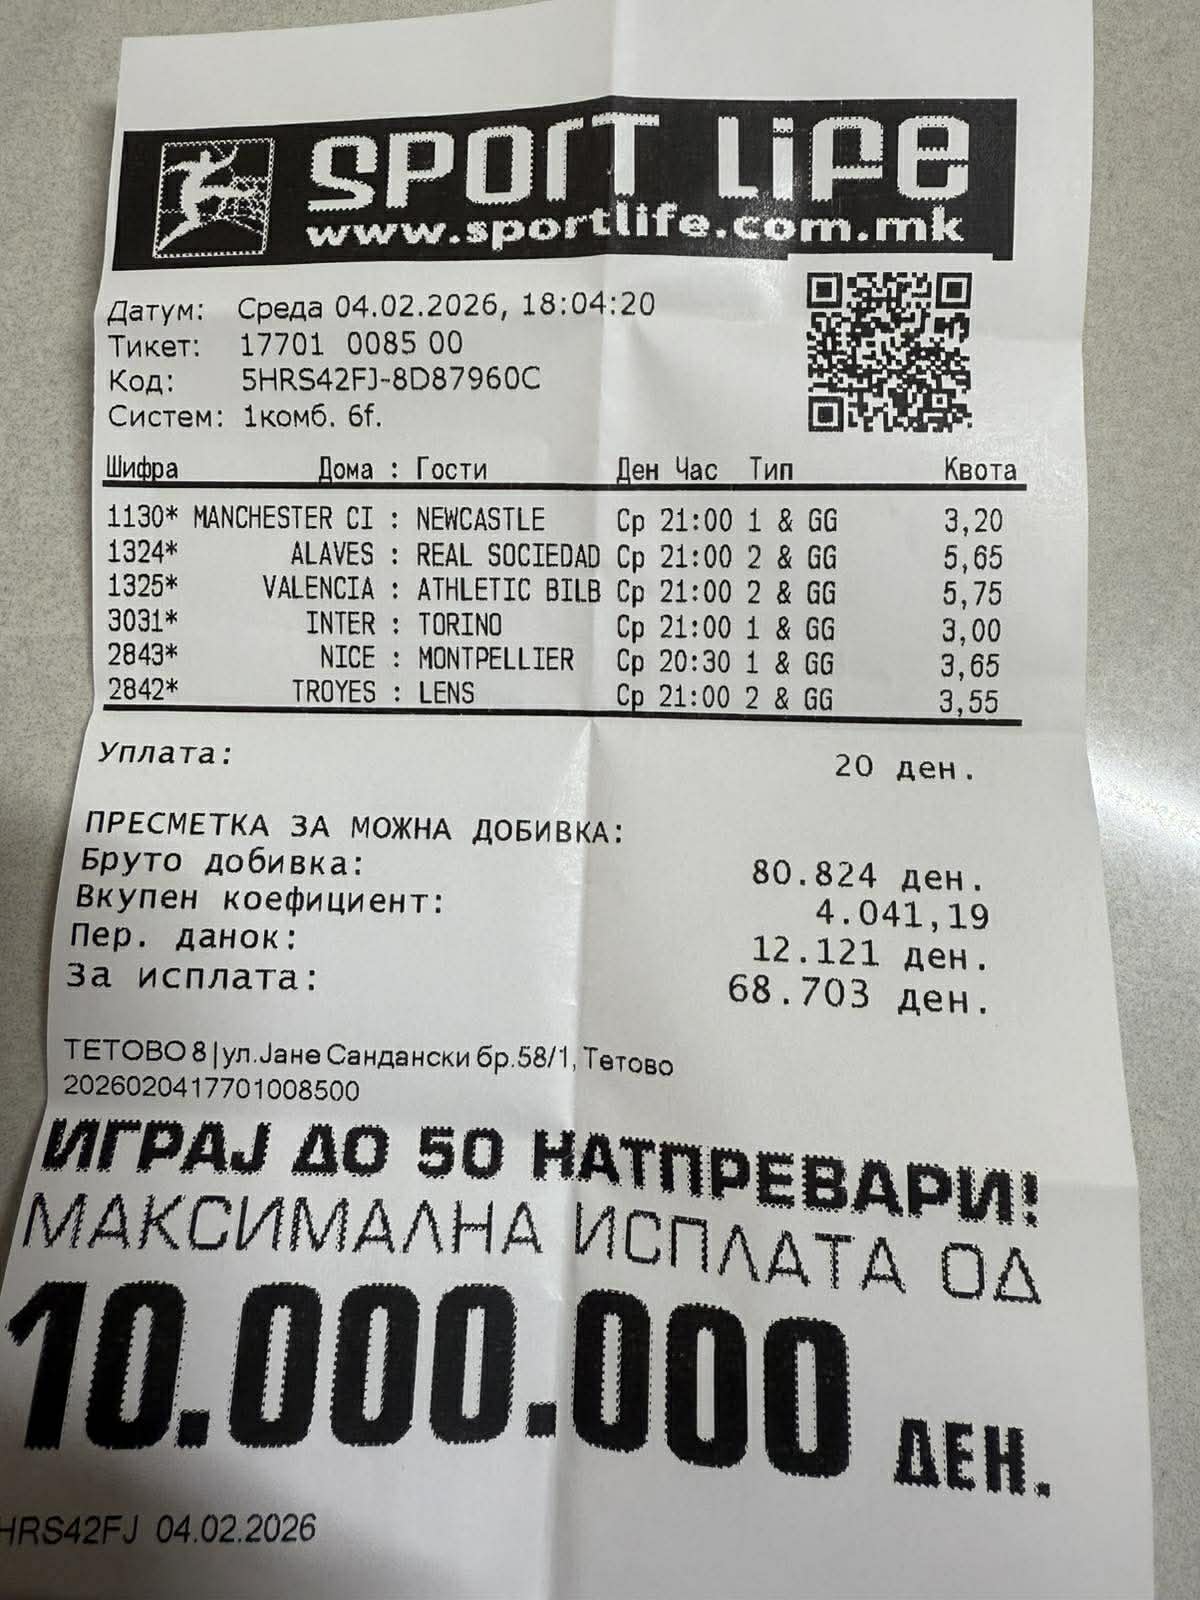 SPORT LIFE
www.sportlife.com.mk
Датум: Среда 04.02.2026, 18:04:20
Тикет: 17701 0085 00
Код: 5HRS42FJ-8D87960C
Систем: 1комб. 6f.
Шифра Дома : Гости Ден Час Тип Квота
1130* MANCHESTER CI : NEWCASTLE Ср 21:00 1 & GG 3,20
1324* ALAVES : REAL SOCIEDAD Ср 21:00 2 & GG 5,65
1325* VALENCIA : ATHLETIC BILB Ср 21:00 2 & GG 5,75
3031* INTER : TORINO Ср 21:00 1 & GG 3,00
2843* NICE : MONTPELLIER Ср 20:30 1 & GG 3,65
2842* TROYES : LENS Ср 21:00 2 & GG 3,55
Уплата: 20 ден.
ПРЕСМЕТКА ЗА МОЖНА ДОБИВКА:
Бруто добивка: 80.824 ден.
Вкупен коефициент: 4.041,19
Пер. данок: 12.121 ден.
За исплата: 68.703 ден.
ТЕТОВО 8|ул.Јане Сандански бр.58/1, Тетово
2026020417701008500
ИГРАЈ ДО 50 НАТПРЕВАРИ!
МАКСИМАЛНА ИСПЛАТА ОД
10.000.000 ДЕН.
HRS42FJ 04.02.2026